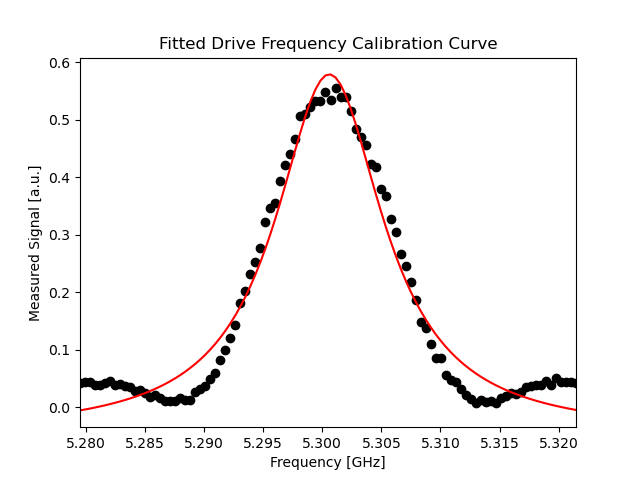 Fitted Drive Frequency Calibration Curve
Measured Signal [a.u.]
0.6
0.5
0.4
0.3
0.2
0.1
0.0
5.280 5.285 5.290 5.295 5.300 5.305 5.310 5.315 5.320
Frequency [GHz]